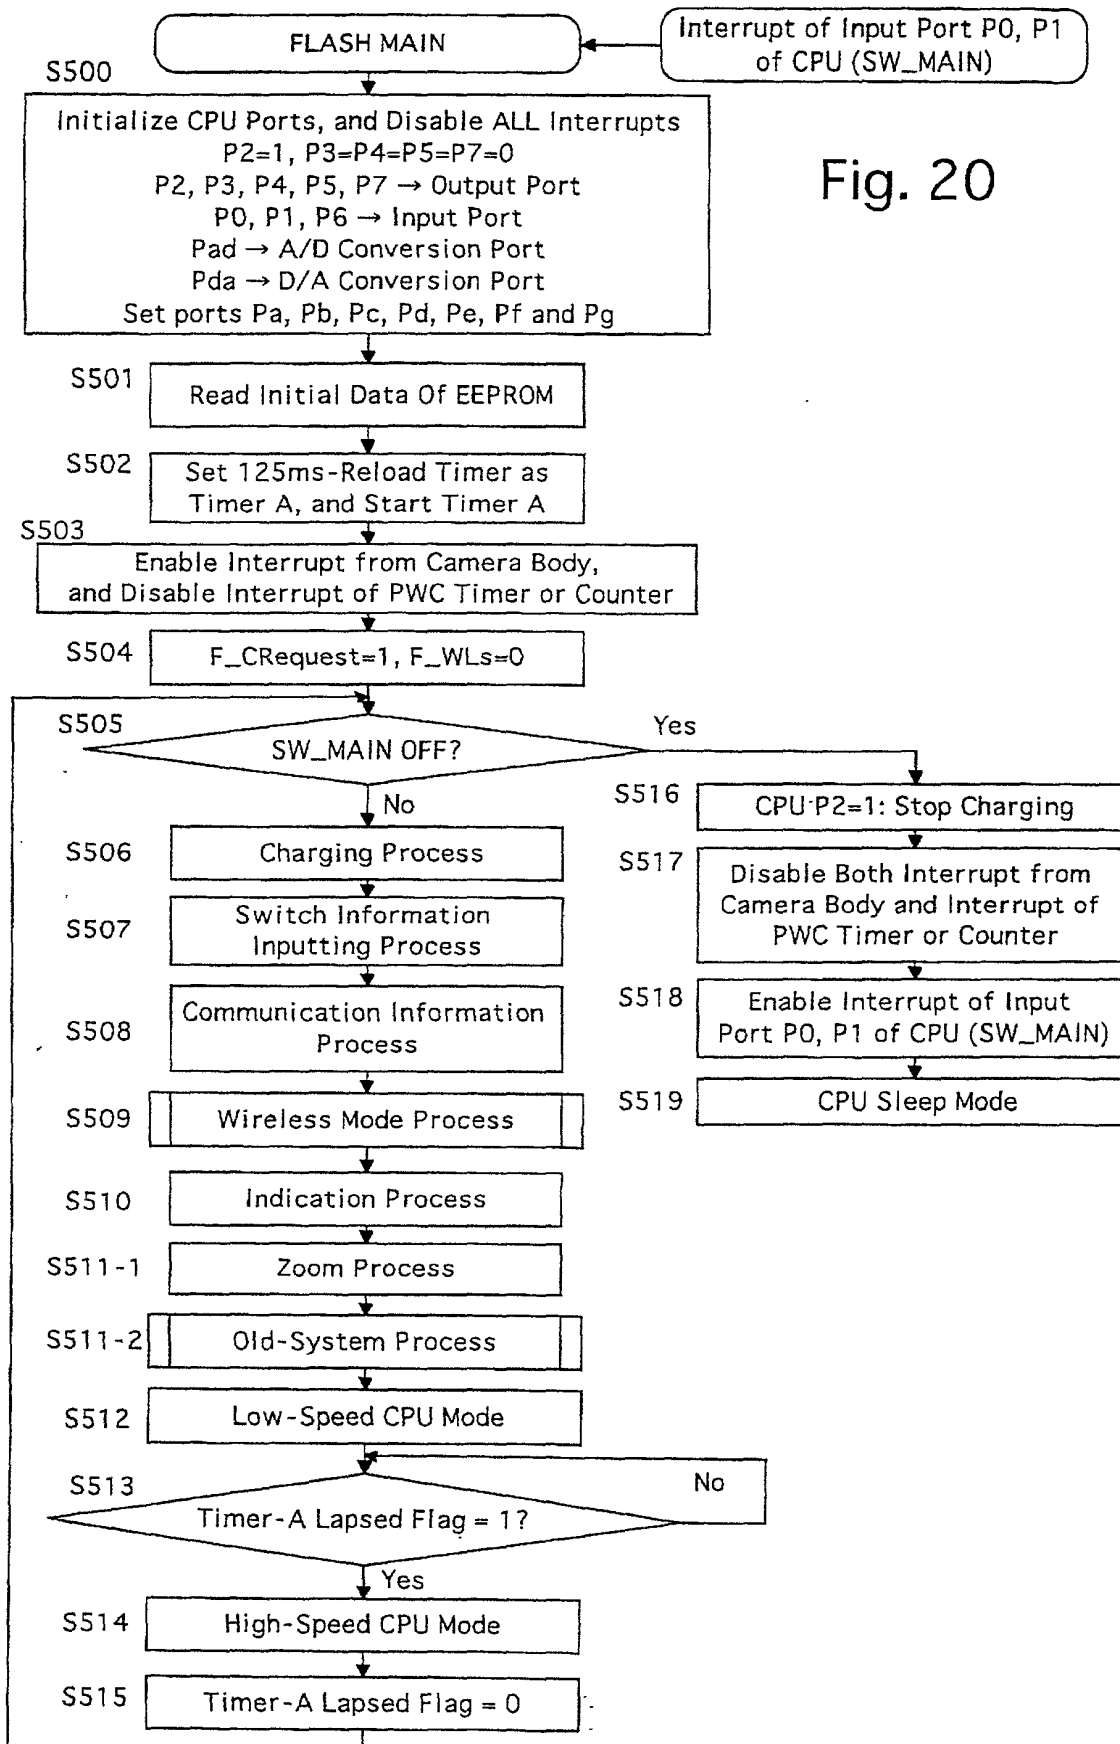 FLASH MAIN
Interrupt of Input Port P0, P1
of CPU (SW_MAIN)
Fig. 20
S500
Initialize CPU Ports, and Disable ALL Interrupts
P2=1, P3=P4=P5=P7=0
P2, P3, P4, P5, P7 → Output Port
P0, P1, P6 → Input Port
Pad → A/D Conversion Port
Pda → D/A Conversion Port
Set ports Pa, Pb, Pc, Pd, Pe, Pf and Pg
S501
Read Initial Data Of EEPROM
S502
Set 125ms-Reload Timer as
Timer A, and Start Timer A
S503
Enable Interrupt from Camera Body,
and Disable Interrupt of PWC Timer or Counter
S504
F_CRequest=1, F_WLs=0
S505
SW_MAIN OFF?
Yes
No
S506
Charging Process
S507
Switch Information
Inputting Process
S508
Communication Information
Process
S509
Wireless Mode Process
S510
Indication Process
S511-1
Zoom Process
S511-2
Old-System Process
S512
Low-Speed CPU Mode
S513
Timer-A Lapsed Flag = 1?
No
Yes
S514
High-Speed CPU Mode
S515
Timer-A Lapsed Flag = 0
S516
CPU P2=1: Stop Charging
S517
Disable Both Interrupt from
Camera Body and Interrupt of
PWC Timer or Counter
S518
Enable Interrupt of Input
Port P0, P1 of CPU (SW_MAIN)
S519
CPU Sleep Mode